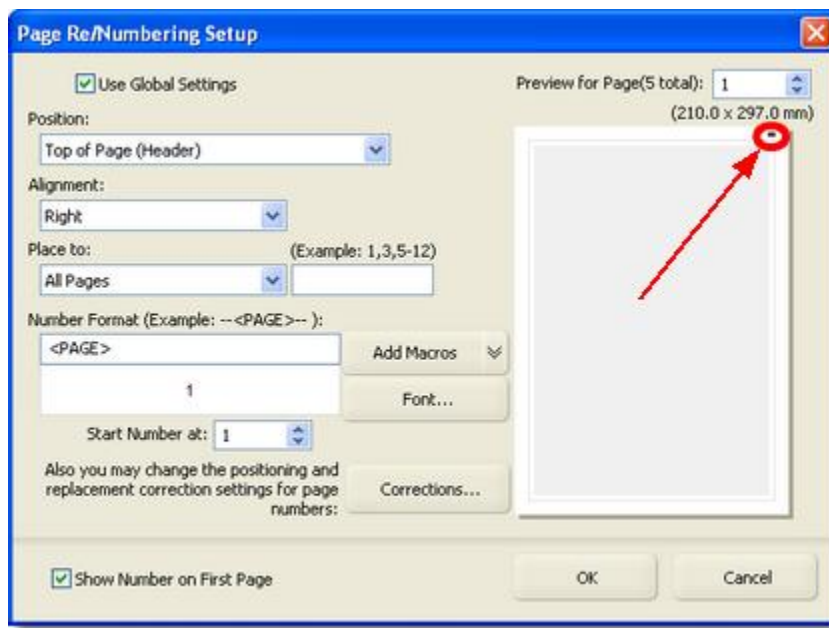 Page Re/Numbering Setup
Use Global Settings
Preview for Page(5 total): 1
(210.0 x 297.0 mm)
Position:
Top of Page (Header)
Alignment:
Right
Place to: (Example: 1,3,5-12)
All Pages
Number Format (Example: --<PAGE>-- ):
<PAGE>
Add Macros
1
Font...
Start Number at: 1
Also you may change the positioning and
replacement correction settings for page
numbers:
Corrections...
Show Number on First Page
OK
Cancel